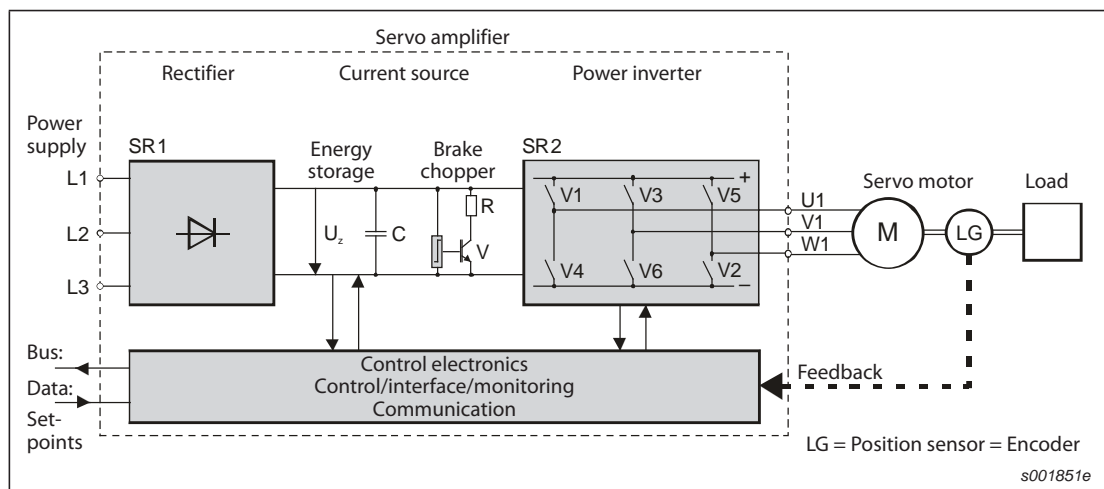 Servo amplifier
Rectifier
Current source
Power inverter
Power
supply
SR1
Energy
storage
Brake
chopper
SR2
L1
L2
L3
U_z
C
R
V
+
V1
V3
V5
V4
V6
V2
–
U1
V1
W1
Servo motor
M
LG
Load
Bus:
Data:
Set-
points
Control electronics
Control/interface/monitoring
Communication
Feedback
LG = Position sensor = Encoder
s001851e